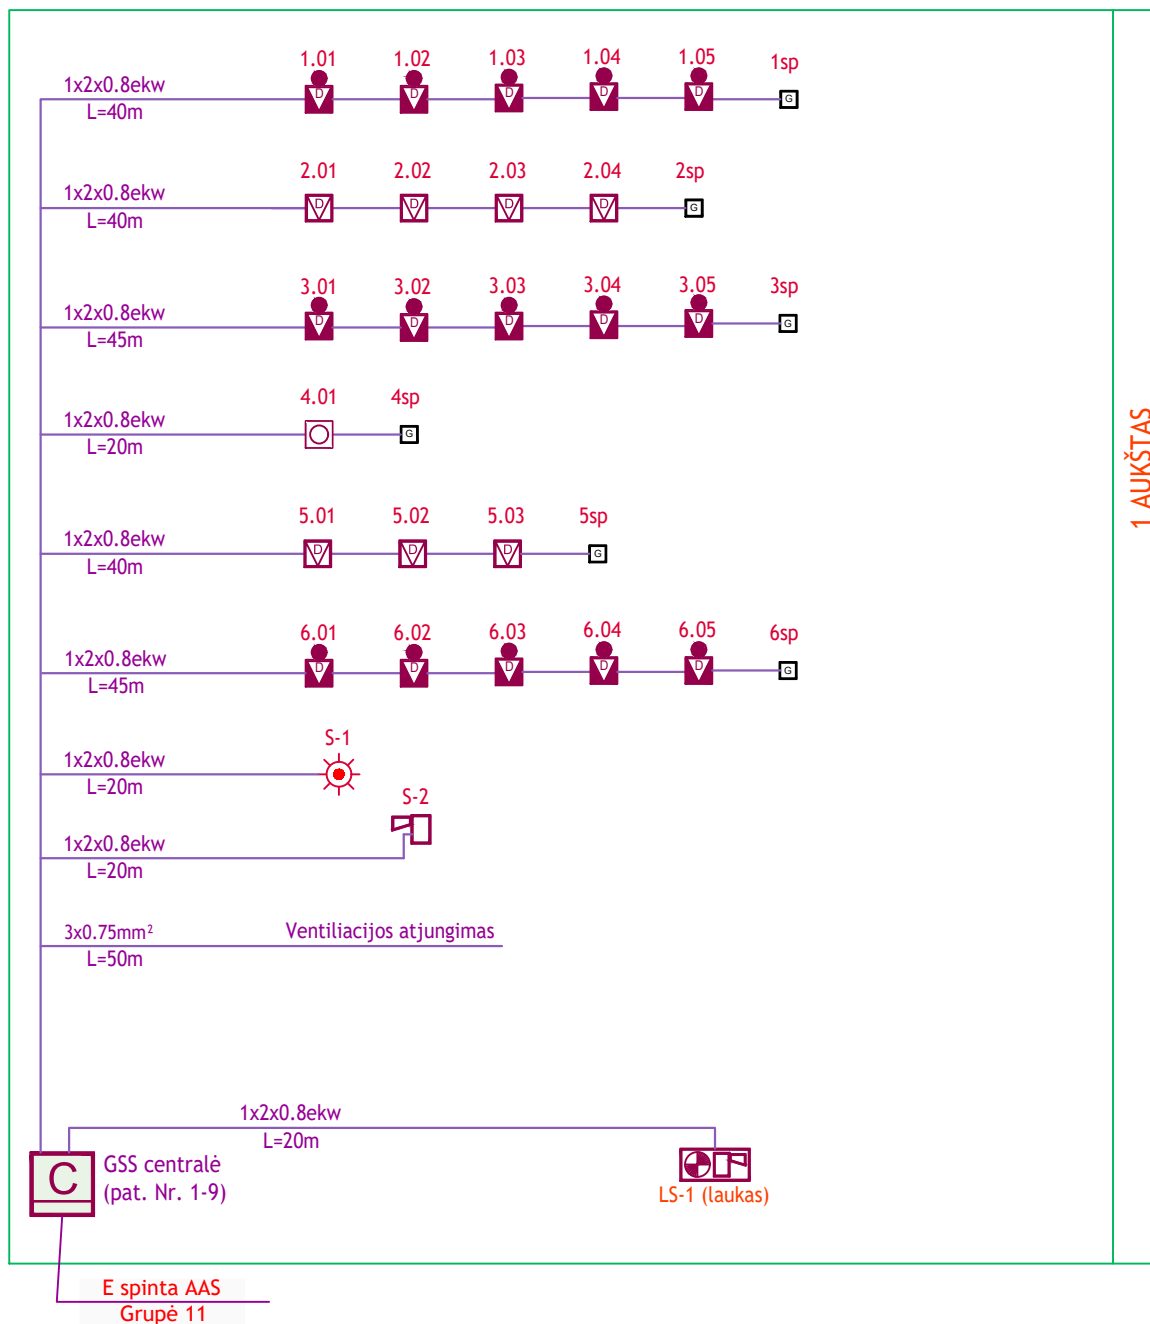 1.01 1.02 1.03 1.04 1.05 1sp
1x2x0.8ekw
D D D D D G
L=40m
2.01 2.02 2.03 2.04 2sp
1x2x0.8ekw
D D D D G
L=40m
3.01 3.02 3.03 3.04 3.05 3sp
1x2x0.8ekw
D D D D D G
L=45m
4.01 4sp
1x2x0.8ekw
G
L=20m
5.01 5.02 5.03 5sp
1x2x0.8ekw
D D D G
L=40m
6.01 6.02 6.03 6.04 6.05 6sp
1x2x0.8ekw
D D D D D G
L=45m
S-1
1x2x0.8ekw
L=20m
S-2
1x2x0.8ekw
L=20m
3x0.75mm² Ventiliacijos atjungimas
L=50m
1x2x0.8ekw
L=20m
C
GSS centralė
(pat. Nr. 1-9)
LS-1 (laukas)
E spinta AAS
Grupė 11
1 AUKŠTAS